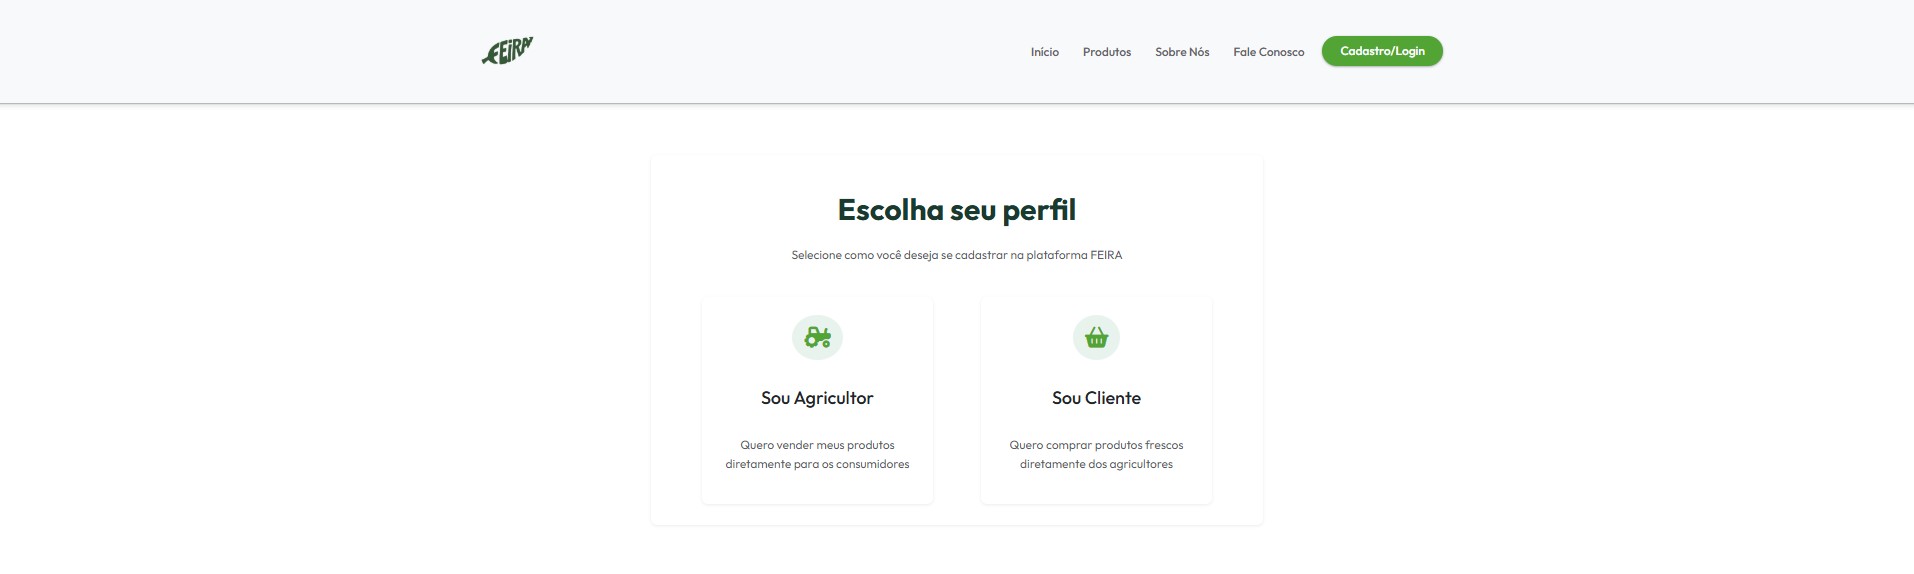 FEIRA
Início Produtos Sobre Nós Fale Conosco Cadastro/Login
Escolha seu perfil
Selecione como você deseja se cadastrar na plataforma FEIRA
Sou Agricultor
Quero vender meus produtos
diretamente para os consumidores
Sou Cliente
Quero comprar produtos frescos
diretamente dos agricultores